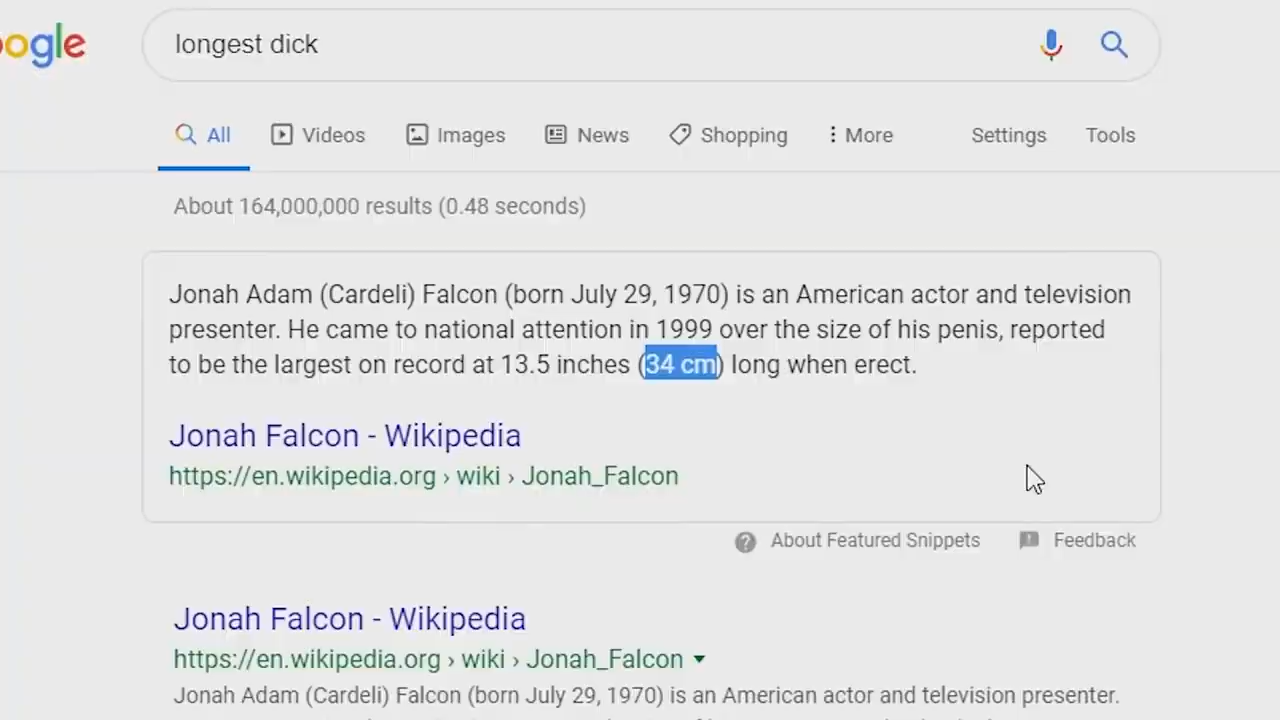 oogle
longest dick
All Videos Images News Shopping More Settings Tools
About 164,000,000 results (0.48 seconds)
Jonah Adam (Cardeli) Falcon (born July 29, 1970) is an American actor and television
presenter. He came to national attention in 1999 over the size of his penis, reported
to be the largest on record at 13.5 inches (34 cm) long when erect.
Jonah Falcon - Wikipedia
https://en.wikipedia.org › wiki › Jonah_Falcon
About Featured Snippets Feedback
Jonah Falcon - Wikipedia
https://en.wikipedia.org › wiki › Jonah_Falcon
Jonah Adam (Cardeli) Falcon (born July 29, 1970) is an American actor and television presenter.